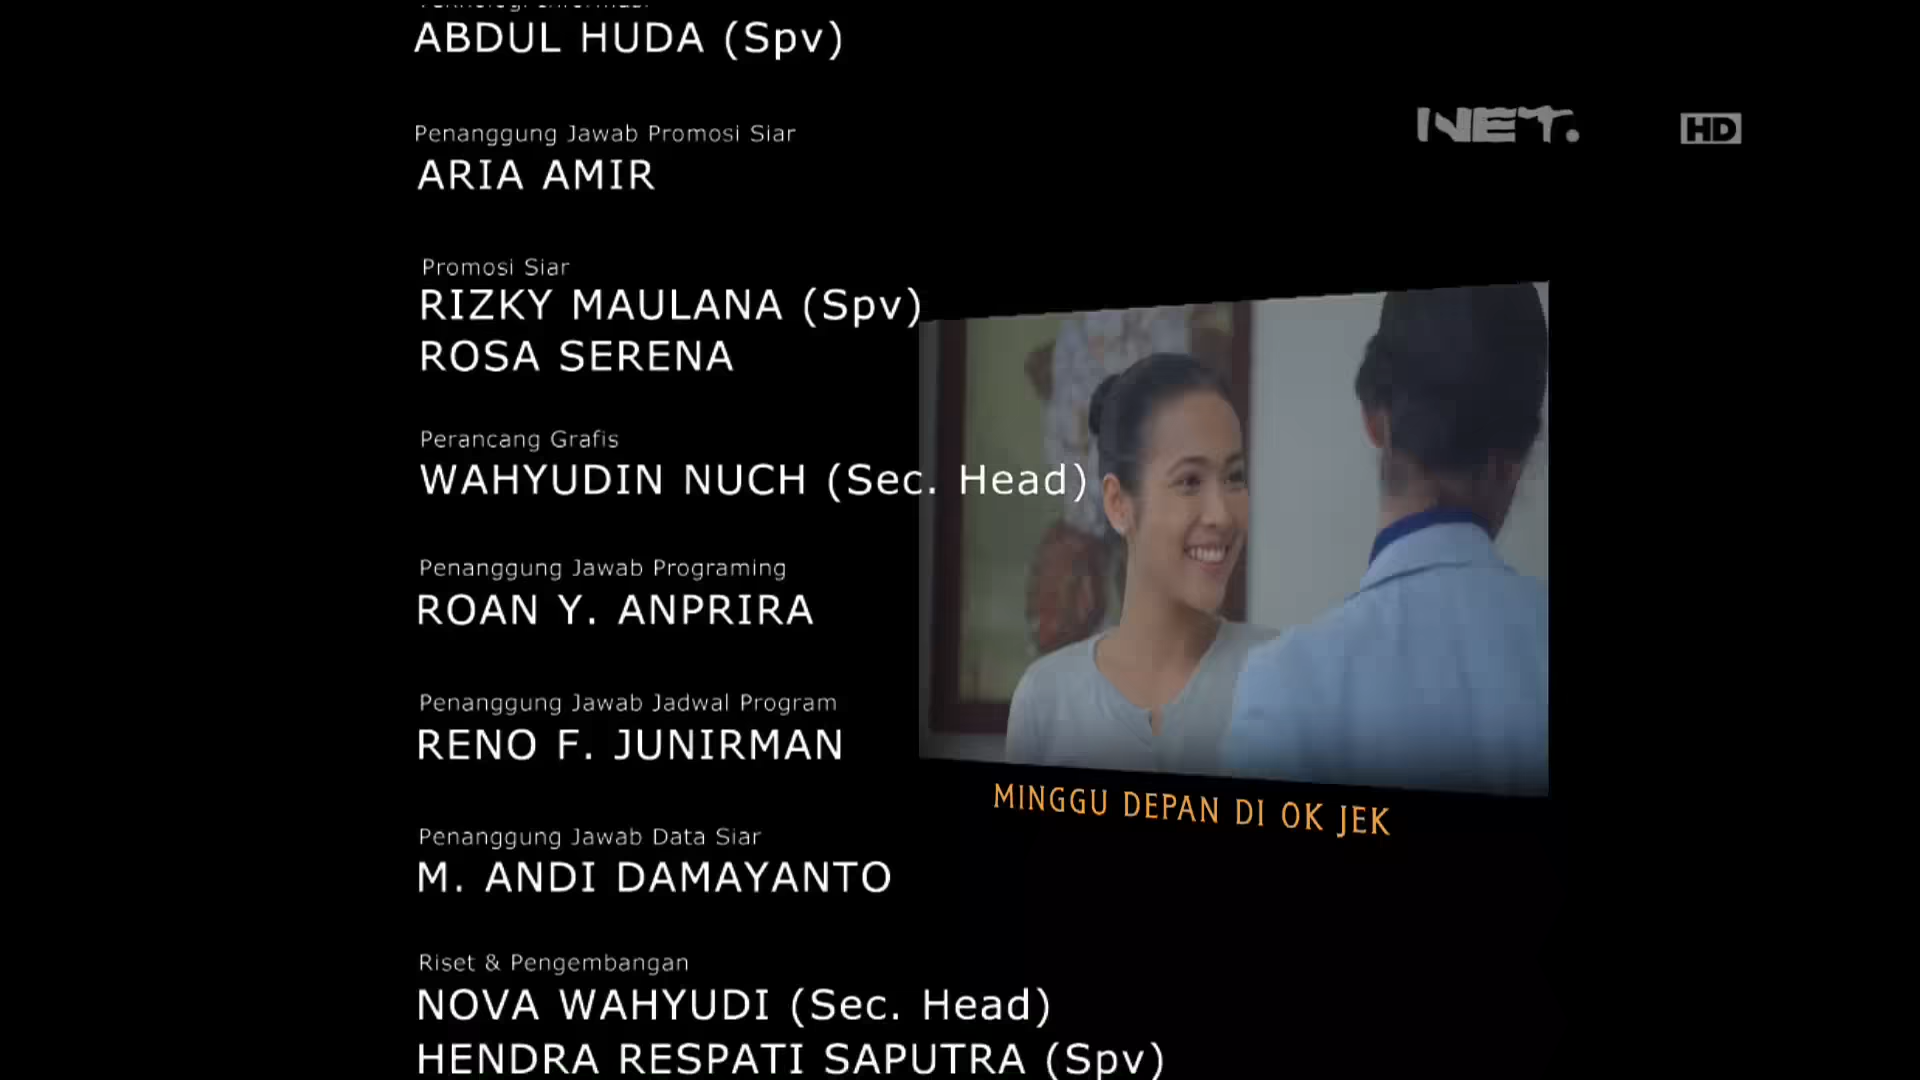 Teknologi Informasi
ABDUL HUDA (Spv)
Penanggung Jawab Promosi Siar
ARIA AMIR
Promosi Siar
RIZKY MAULANA (Spv)
ROSA SERENA
Perancang Grafis
WAHYUDIN NUCH (Sec. Head)
Penanggung Jawab Programing
ROAN Y. ANPRIRA
Penanggung Jawab Jadwal Program
RENO F. JUNIRMAN
Penanggung Jawab Data Siar
M. ANDI DAMAYANTO
Riset & Pengembangan
NOVA WAHYUDI (Sec. Head)
HENDRA RESPATI SAPUTRA (Spv)
NET.
HD
MINGGU DEPAN DI OK JEK